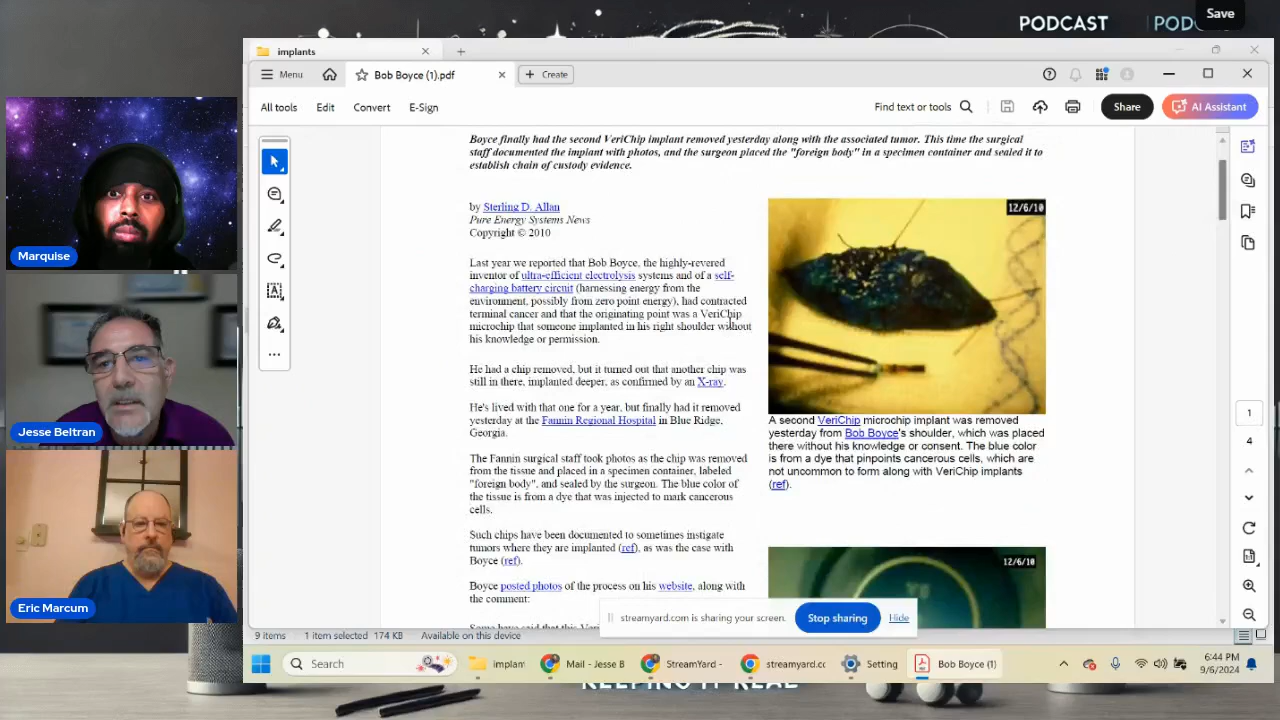 PODCAST
Save
implants
Menu
Bob Boyce (1).pdf
Create
All tools
Edit
Convert
E-Sign
Find text or tools
Share
AI Assistant
Boyce finally had the second VeriChip implant removed yesterday along with the associated tumor. This time the surgical
staff documented the implant with photos, and the surgeon placed the "foreign body" in a specimen container and sealed it to
establish chain of custody evidence.
by Sterling D. Allan
Pure Energy Systems News
Copyright © 2010
Last year we reported that Bob Boyce, the highly-revered
inventor of ultra-efficient electrolysis systems and of a self-
charging battery circuit (harnessing energy from the
environment, possibly from zero point energy), had contracted
terminal cancer and that the originating point was a VeriChip
microchip that someone implanted in his right shoulder without
his knowledge or permission.
He had a chip removed, but it turned out that another chip was
still in there, implanted deeper, as confirmed by an X-ray.
He's lived with that one for a year, but finally had it removed
yesterday at the Fannin Regional Hospital in Blue Ridge,
Georgia.
The Fannin surgical staff took photos as the chip was removed
from the tissue and placed in a specimen container, labeled
"foreign body", and sealed by the surgeon. The blue color of
the tissue is from a dye that was injected to mark cancerous
cells.
Such chips have been documented to sometimes instigate
tumors where they are implanted (ref), as was the case with
Boyce (ref).
Boyce posted photos of the process on his website, along with
the comment:
12/6/10
A second VeriChip microchip implant was removed
yesterday from Bob Boyce's shoulder, which was placed
there without his knowledge or consent. The blue color
is from a dye that pinpoints cancerous cells, which are
not uncommon to form along with VeriChip implants
(ref).
12/6/10
1
4
Marquise
Jesse Beltran
Eric Marcum
streamyard.com is sharing your screen.
Stop sharing
Hide
9 items
1 item selected
174 KB
Available on this device
Search
implan
Mail - Jesse B
StreamYard -
streamyard.cc
Setting
Bob Boyce (1)
6:44 PM
9/6/2024
KEEPING IT REAL